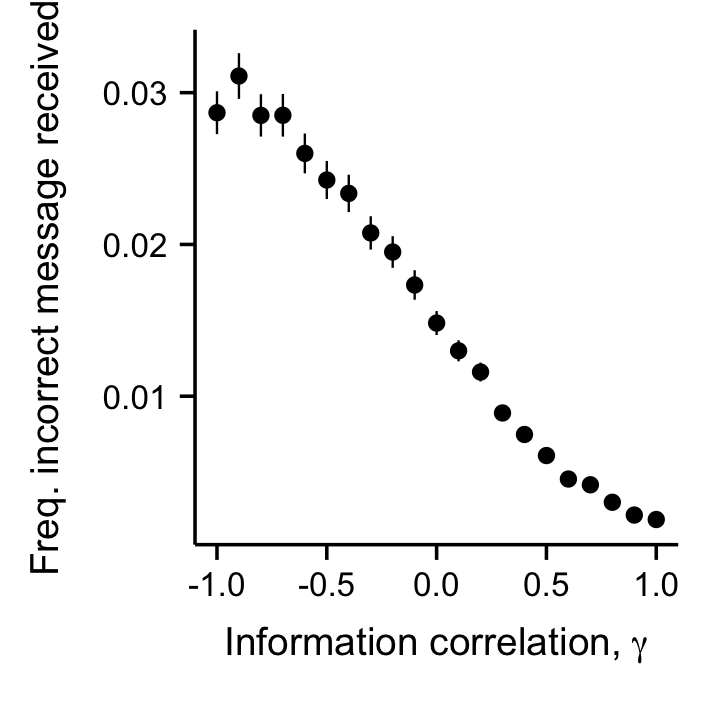 Freq. incorrect message received
0.03
0.02
0.01
-1.0 -0.5 0.0 0.5 1.0
Information correlation, γ